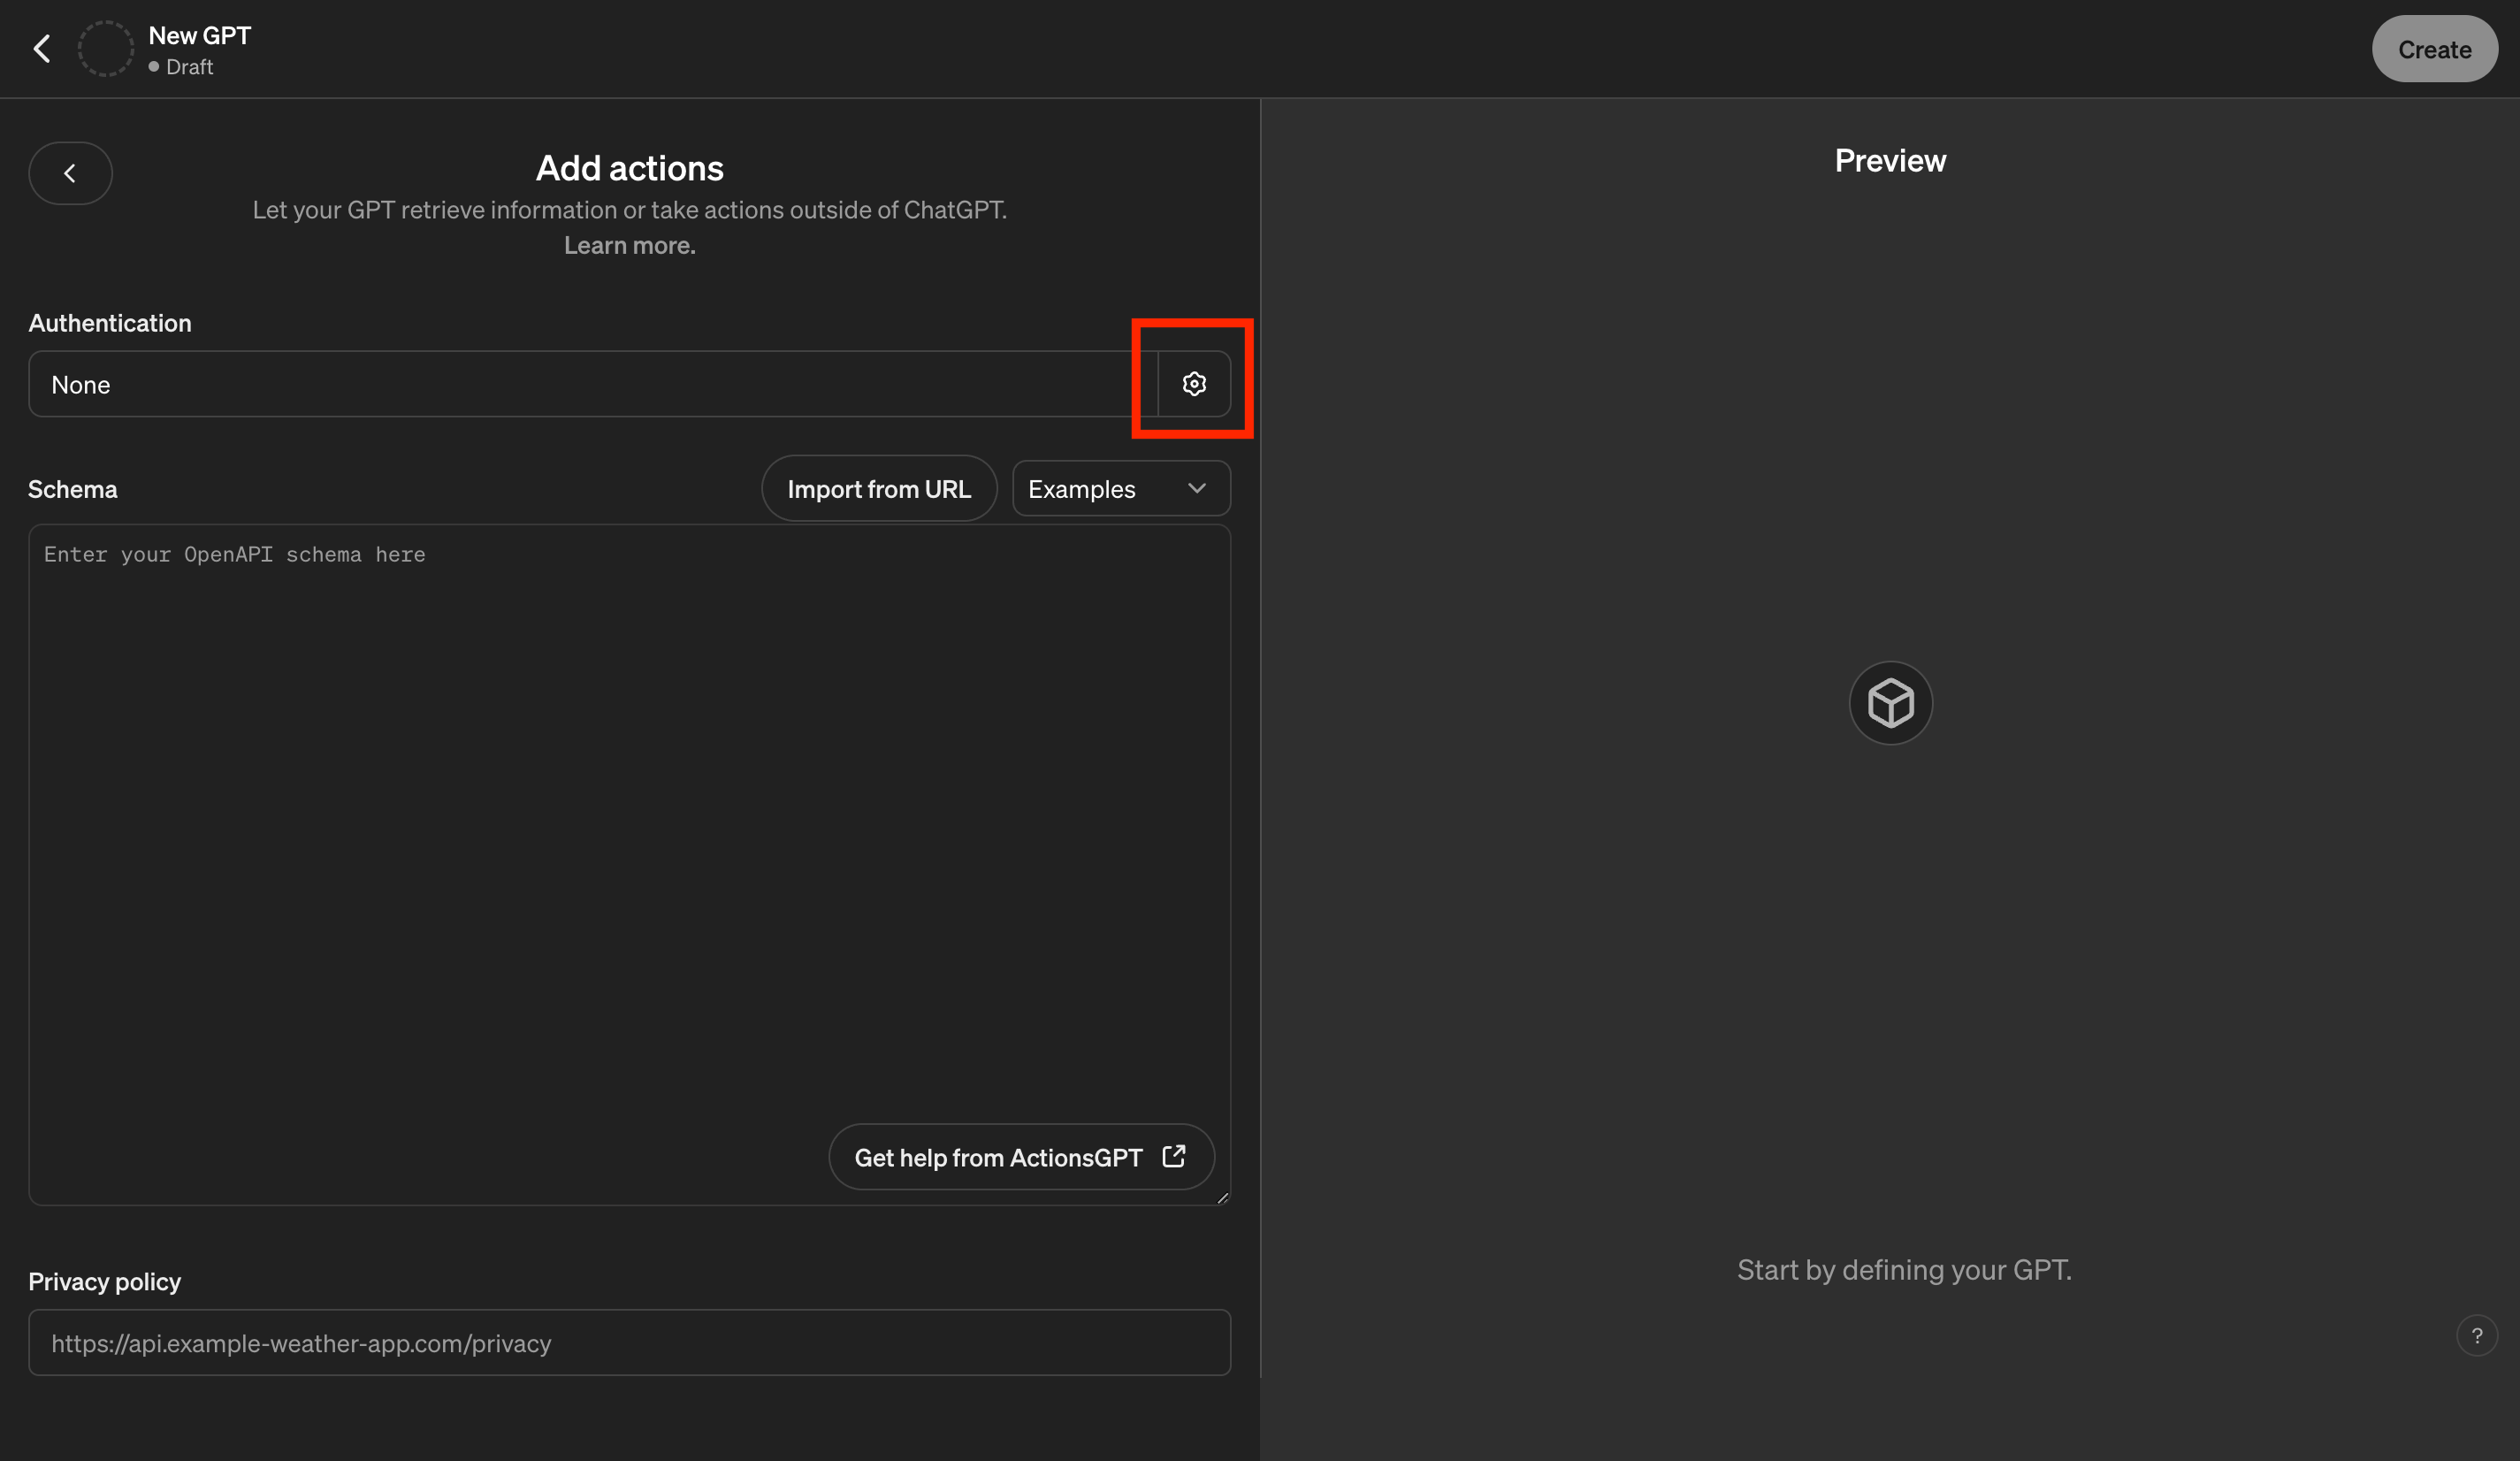 New GPT
Draft
Create
Add actions
Let your GPT retrieve information or take actions outside of ChatGPT.
Learn more.
Authentication
None
Schema
Import from URL
Examples
Enter your OpenAPI schema here
Get help from ActionsGPT
Privacy policy
https://api.example-weather-app.com/privacy
Preview
Start by defining your GPT.
?